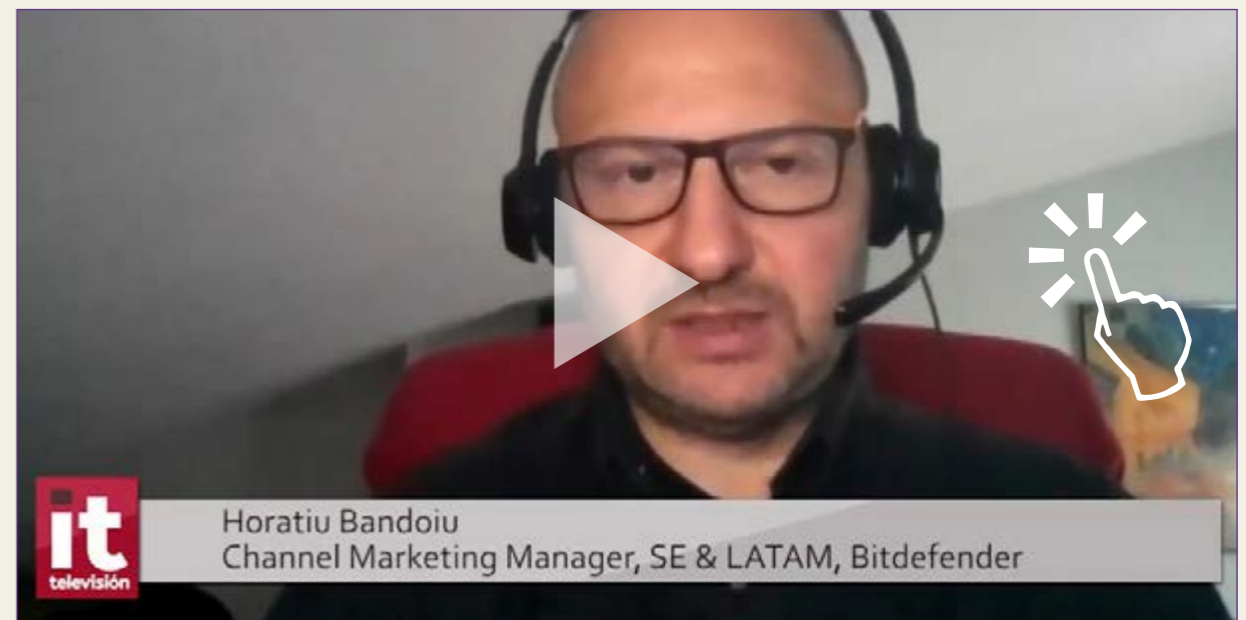 it
televisión
Horatiu Bandoiu
Channel Marketing Manager, SE & LATAM, Bitdefender